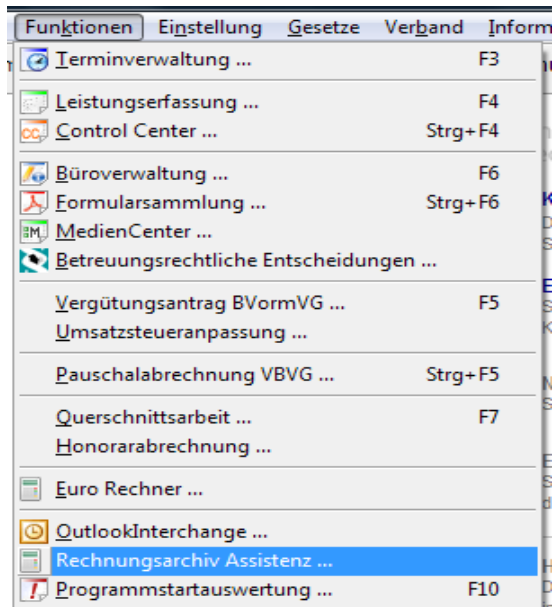 Funktionen Einstellung Gesetze Verband Inform
Terminverwaltung ... F3
Leistungserfassung ... F4
Control Center ... Strg+F4
Büroverwaltung ... F6
Formularsammlung ... Strg+F6
MedienCenter ...
Betreuungsrechtliche Entscheidungen ...
Vergütungsantrag BVormVG ... F5
Umsatzsteueranpassung ...
Pauschalabrechnung VBVG ... Strg+F5
Querschnittsarbeit ... F7
Honorarabrechnung ...
Euro Rechner ...
OutlookInterchange ...
Rechnungsarchiv Assistenz ...
Programmstartauswertung ... F10